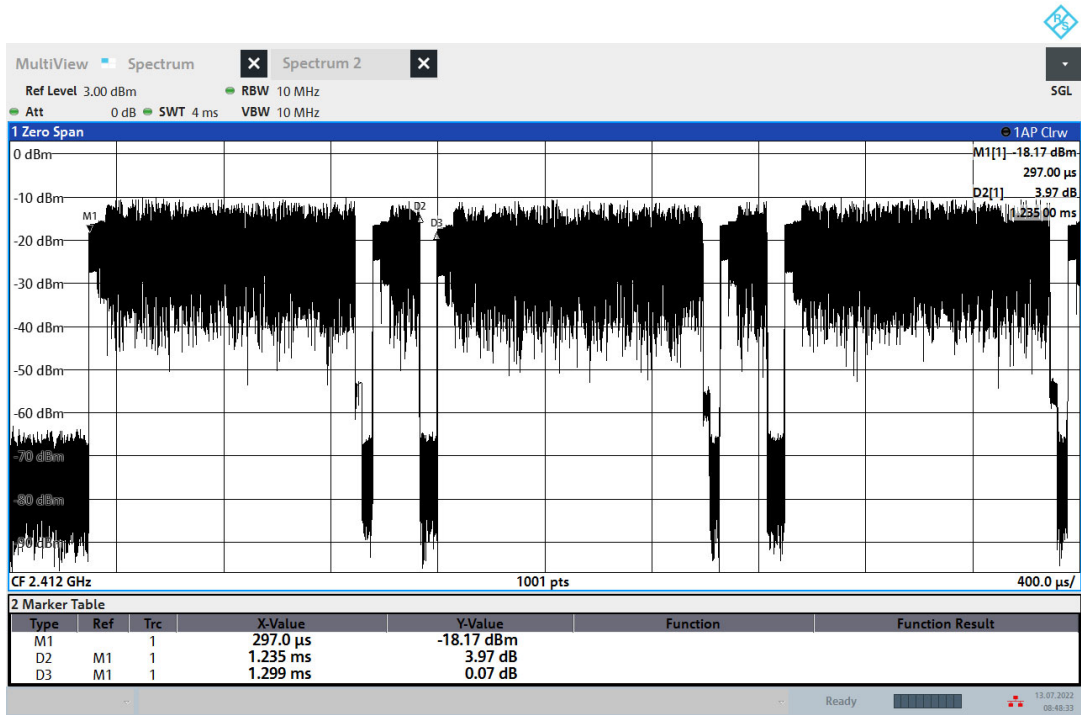 R S
MultiView Spectrum X Spectrum 2 X
Ref Level 3.00 dBm RBW 10 MHz SGL
Att 0 dB SWT 4 ms VBW 10 MHz
1 Zero Span 1AP Clrw
0 dBm M1[1] -18.17 dBm
297.00 µs
-10 dBm D2[1] 3.97 dB
D2
M1 1.235 00 ms
D3
-20 dBm
-30 dBm
-40 dBm
-50 dBm
-60 dBm
-70 dBm
-80 dBm
-90 dBm
CF 2.412 GHz 1001 pts 400.0 µs/
2 Marker Table
Type Ref Trc X-Value Y-Value Function Function Result
M1 1 297.0 µs -18.17 dBm
D2 M1 1 1.235 ms 3.97 dB
D3 M1 1 1.299 ms 0.07 dB
Ready 13.07.2022
08:48:33